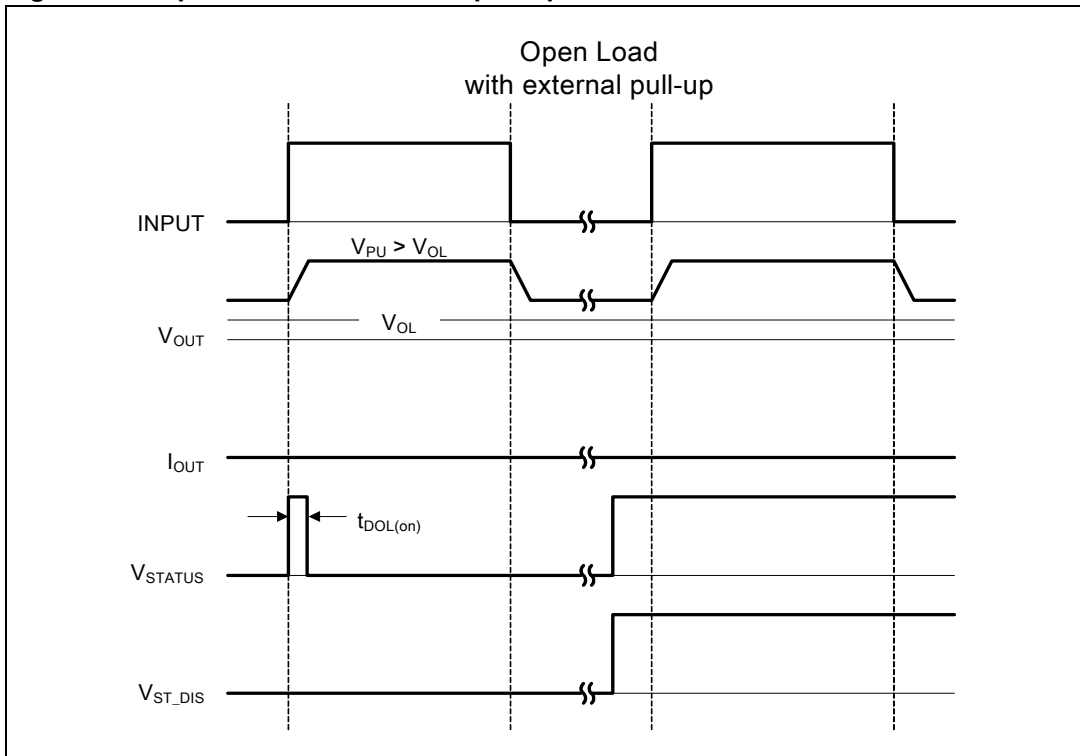 Open Load
with external pull-up
INPUT
V_PU > V_OL
V_OL
V_OUT
I_OUT
t_DOL(on)
V_STATUS
V_ST_DIS